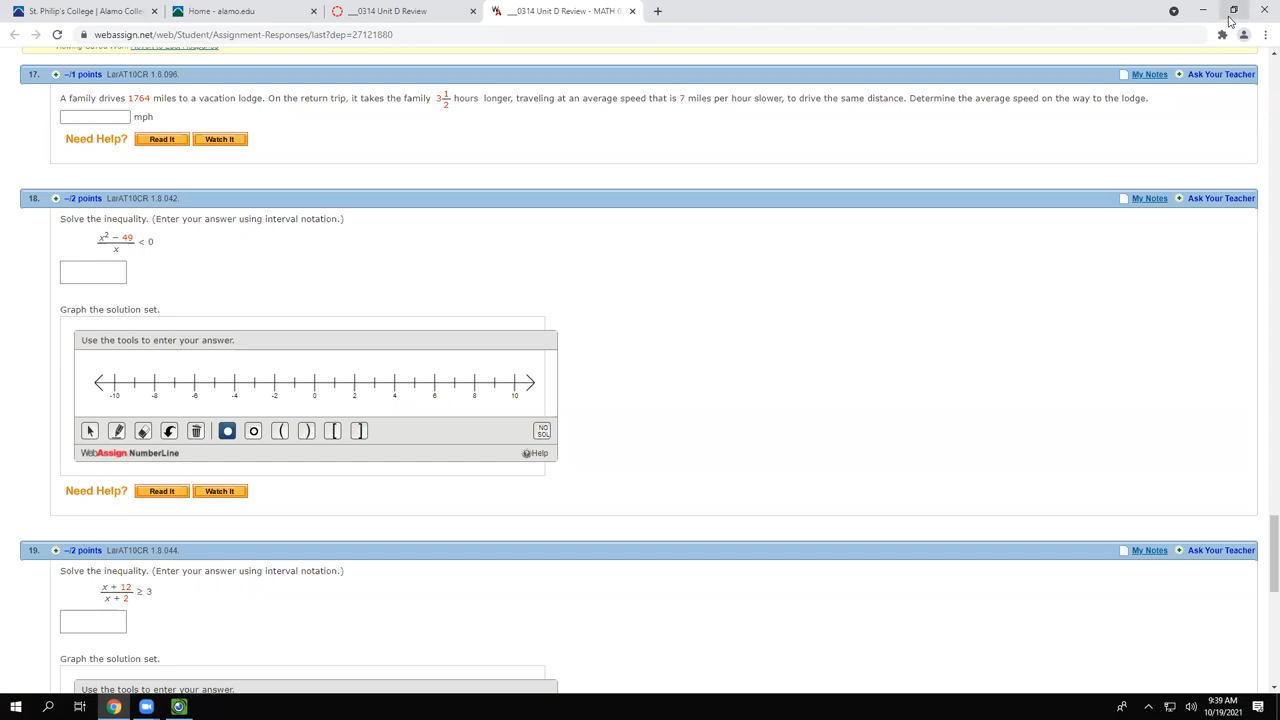 St. Philip's College | Alamo Colle
Home - alamo.edu
__0314 Unit D Review
__0314 Unit D Review - MATH 0
webassign.net/web/Student/Assignment-Responses/last?dep=27121880
17. –/1 points LarAT10CR 1.8.096. My Notes Ask Your Teacher
A family drives 1764 miles to a vacation lodge. On the return trip, it takes the family 3 1/2 hours longer, traveling at an average speed that is 7 miles per hour slower, to drive the same distance. Determine the average speed on the way to the lodge.
mph
Need Help? Read It Watch It
18. –/2 points LarAT10CR 1.8.042. My Notes Ask Your Teacher
Solve the inequality. (Enter your answer using interval notation.)
x² − 49
x
< 0
Graph the solution set.
Use the tools to enter your answer.
-10 -8 -6 -4 -2 0 2 4 6 8 10
( ) [ ] NO SOL
WebAssign. NumberLine Help
Need Help? Read It Watch It
19. –/2 points LarAT10CR 1.8.044. My Notes Ask Your Teacher
Solve the inequality. (Enter your answer using interval notation.)
x + 12
x + 2
≥ 3
Graph the solution set.
Use the tools to enter your answer.
9:39 AM
10/19/2021